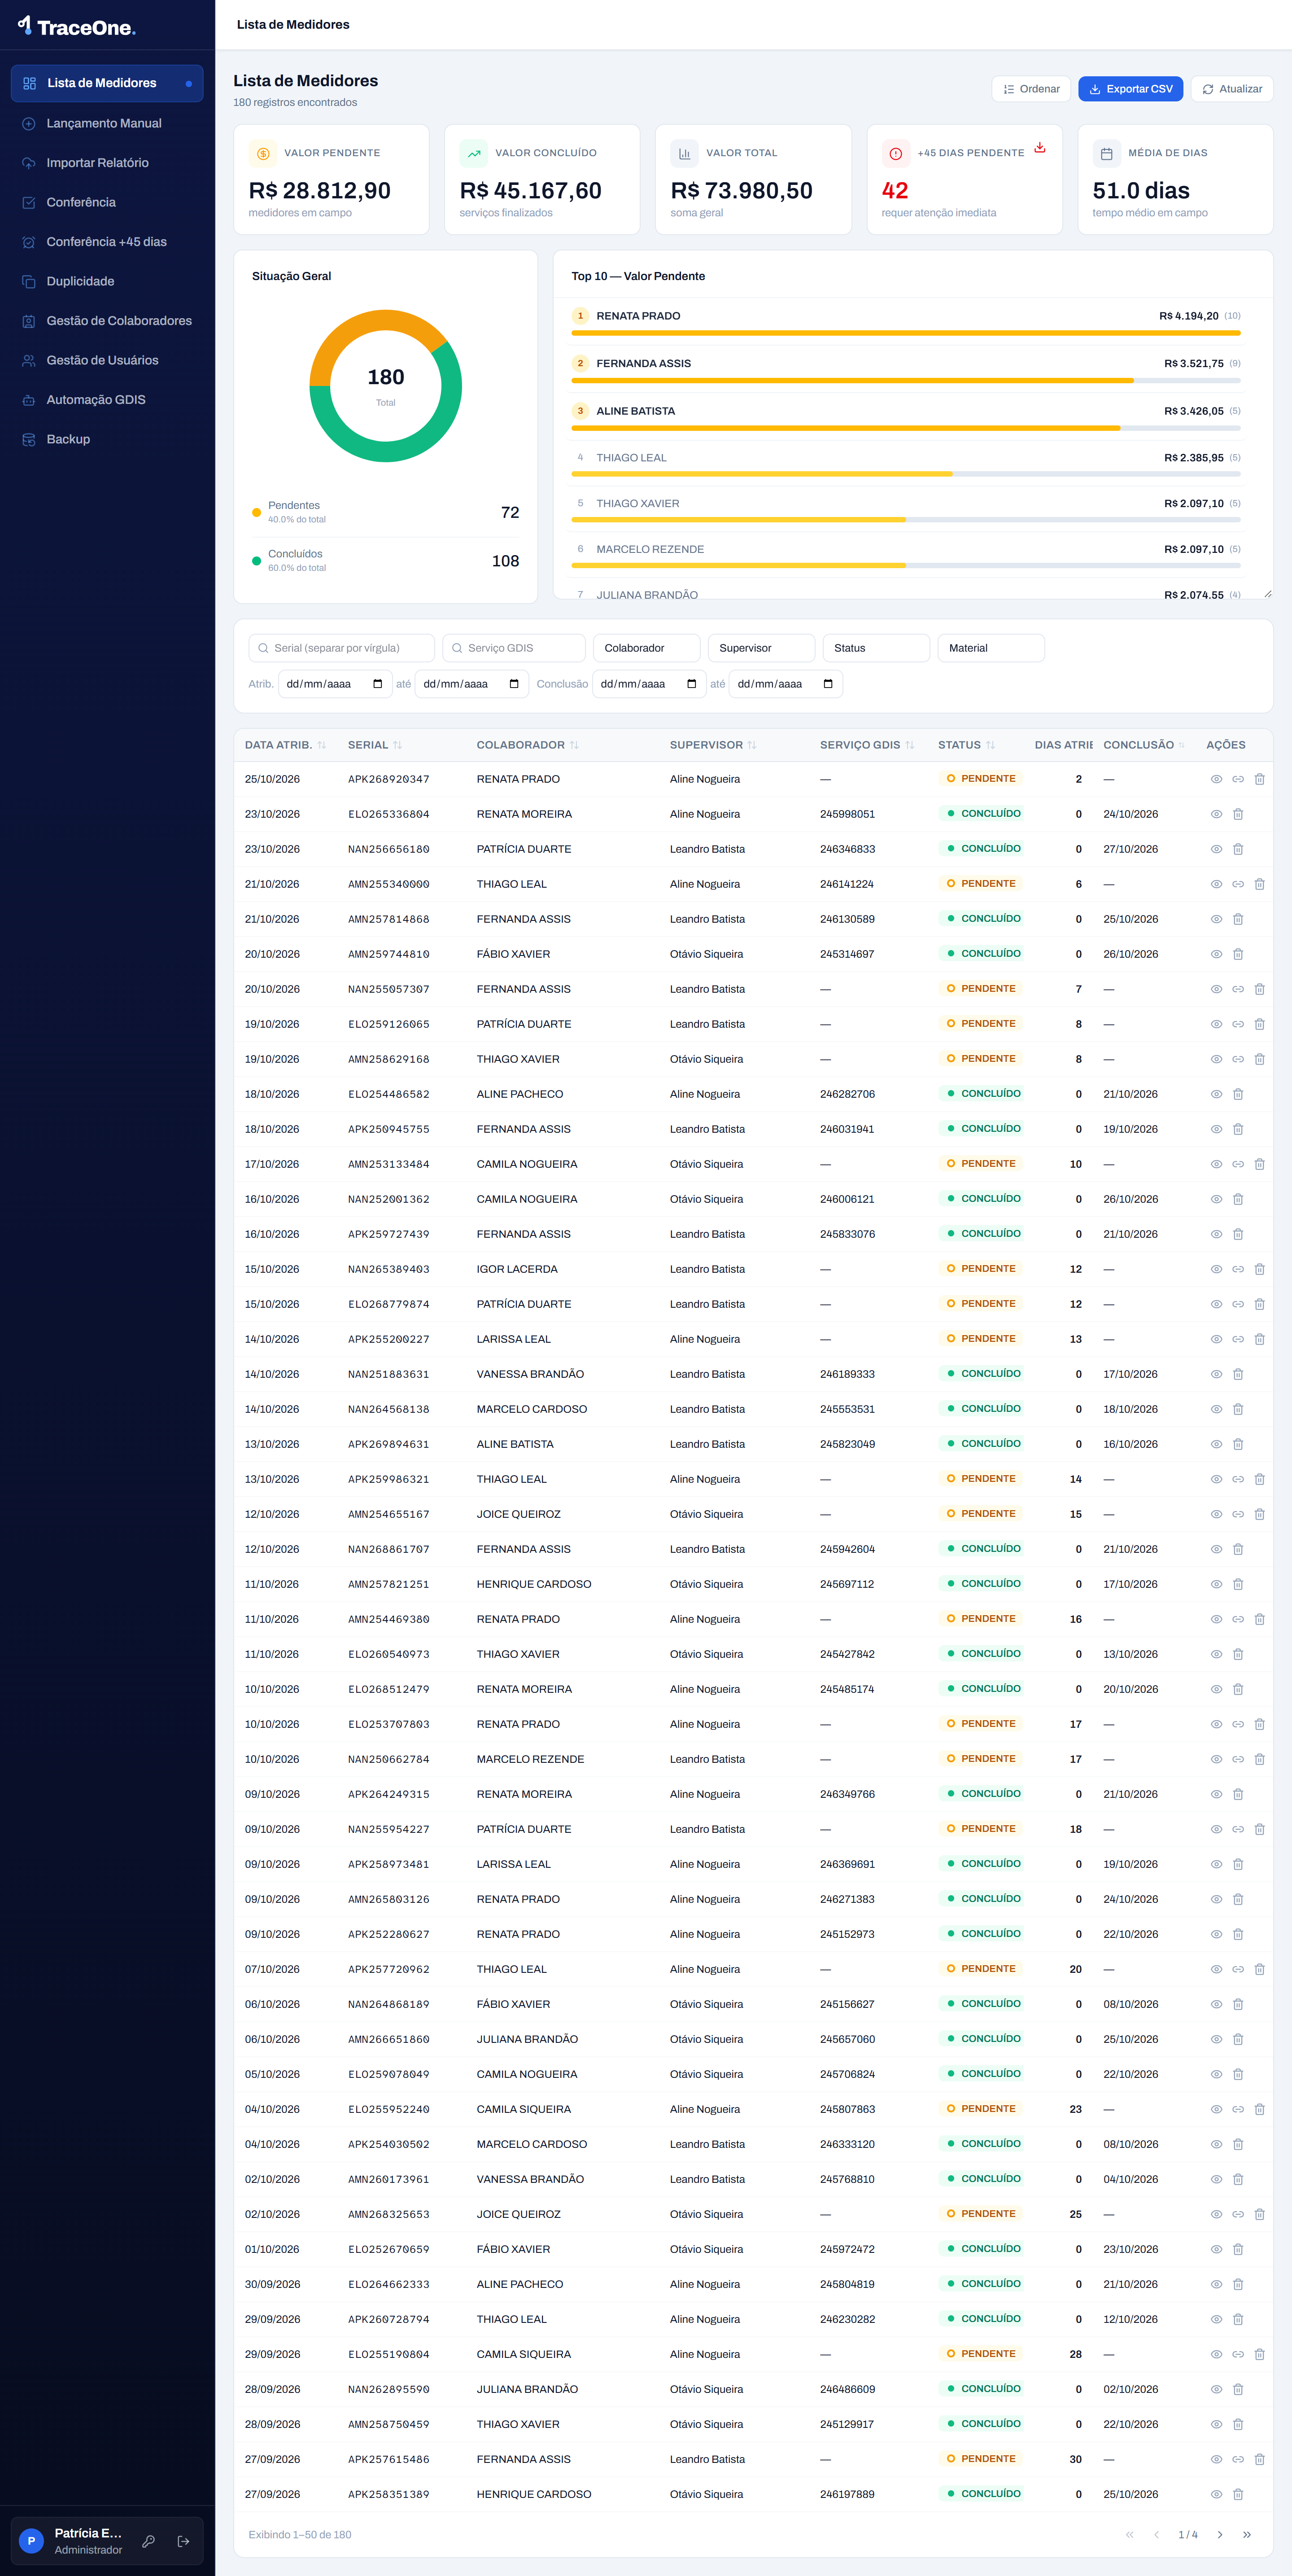 TraceOne.
Lista de Medidores
Lançamento Manual
Importar Relatório
Conferência
Conferência +45 dias
Duplicidade
Gestão de Colaboradores
Gestão de Usuários
Automação GDIS
Backup
P
Patrícia E...
Administrador
Lista de Medidores
Lista de Medidores
180 registros encontrados
Ordenar
Exportar CSV
Atualizar
VALOR PENDENTE
R$ 28.812,90
medidores em campo
VALOR CONCLUÍDO
R$ 45.167,60
serviços finalizados
VALOR TOTAL
R$ 73.980,50
soma geral
+45 DIAS PENDENTE
42
requer atenção imediata
MÉDIA DE DIAS
51.0 dias
tempo médio em campo
Situação Geral
180
Total
Pendentes
40.0% do total
72
Concluídos
60.0% do total
108
Top 10 — Valor Pendente
1 RENATA PRADO R$ 4.194,20 (10)
2 FERNANDA ASSIS R$ 3.521,75 (9)
3 ALINE BATISTA R$ 3.426,05 (5)
4 THIAGO LEAL R$ 2.385,95 (5)
5 THIAGO XAVIER R$ 2.097,10 (5)
6 MARCELO REZENDE R$ 2.097,10 (5)
7 JULIANA BRANDÃO R$ 2.074,55 (4)
Serial (separar por vírgula) Serviço GDIS Colaborador Supervisor Status Material
Atrib. dd/mm/aaaa até dd/mm/aaaa Conclusão dd/mm/aaaa até dd/mm/aaaa
DATA ATRIB. SERIAL COLABORADOR SUPERVISOR SERVIÇO GDIS STATUS DIAS ATRIE CONCLUSÃO AÇÕES
25/10/2026 APK268920347 RENATA PRADO Aline Nogueira — PENDENTE 2 —
23/10/2026 ELO265336804 RENATA MOREIRA Aline Nogueira 245998051 CONCLUÍDO 0 24/10/2026
23/10/2026 NAN256656180 PATRÍCIA DUARTE Leandro Batista 246346833 CONCLUÍDO 0 27/10/2026
21/10/2026 AMN255340000 THIAGO LEAL Aline Nogueira 246141224 PENDENTE 6 —
21/10/2026 AMN257814868 FERNANDA ASSIS Leandro Batista 246130589 CONCLUÍDO 0 25/10/2026
20/10/2026 AMN259744810 FÁBIO XAVIER Otávio Siqueira 245314697 CONCLUÍDO 0 26/10/2026
20/10/2026 NAN255057307 FERNANDA ASSIS Leandro Batista — PENDENTE 7 —
19/10/2026 ELO259126065 PATRÍCIA DUARTE Leandro Batista — PENDENTE 8 —
19/10/2026 AMN258629168 THIAGO XAVIER Otávio Siqueira — PENDENTE 8 —
18/10/2026 ELO254486582 ALINE PACHECO Aline Nogueira 246282706 CONCLUÍDO 0 21/10/2026
18/10/2026 APK250945755 FERNANDA ASSIS Leandro Batista 246031941 CONCLUÍDO 0 19/10/2026
17/10/2026 AMN253133484 CAMILA NOGUEIRA Otávio Siqueira — PENDENTE 10 —
16/10/2026 NAN252001362 CAMILA NOGUEIRA Otávio Siqueira 246006121 CONCLUÍDO 0 26/10/2026
16/10/2026 APK259727439 FERNANDA ASSIS Leandro Batista 245833076 CONCLUÍDO 0 21/10/2026
15/10/2026 NAN265389403 IGOR LACERDA Leandro Batista — PENDENTE 12 —
15/10/2026 ELO268779874 PATRÍCIA DUARTE Leandro Batista — PENDENTE 12 —
14/10/2026 APK255200227 LARISSA LEAL Aline Nogueira — PENDENTE 13 —
14/10/2026 NAN251883631 VANESSA BRANDÃO Leandro Batista 246189333 CONCLUÍDO 0 17/10/2026
14/10/2026 NAN264568138 MARCELO CARDOSO Leandro Batista 245553531 CONCLUÍDO 0 18/10/2026
13/10/2026 APK269894631 ALINE BATISTA Leandro Batista 245823049 CONCLUÍDO 0 16/10/2026
13/10/2026 APK259986321 THIAGO LEAL Aline Nogueira — PENDENTE 14 —
12/10/2026 AMN254655167 JOICE QUEIROZ Otávio Siqueira — PENDENTE 15 —
12/10/2026 NAN268861707 FERNANDA ASSIS Leandro Batista 245942604 CONCLUÍDO 0 21/10/2026
11/10/2026 AMN257821251 HENRIQUE CARDOSO Otávio Siqueira 245697112 CONCLUÍDO 0 17/10/2026
11/10/2026 AMN254469380 RENATA PRADO Aline Nogueira — PENDENTE 16 —
11/10/2026 ELO260540973 THIAGO XAVIER Otávio Siqueira 245427842 CONCLUÍDO 0 13/10/2026
10/10/2026 ELO268512479 RENATA MOREIRA Aline Nogueira 245485174 CONCLUÍDO 0 20/10/2026
10/10/2026 ELO253707803 RENATA PRADO Aline Nogueira — PENDENTE 17 —
10/10/2026 NAN250662784 MARCELO REZENDE Leandro Batista — PENDENTE 17 —
09/10/2026 APK264249315 RENATA MOREIRA Aline Nogueira 246349766 CONCLUÍDO 0 21/10/2026
09/10/2026 NAN255954227 PATRÍCIA DUARTE Leandro Batista — PENDENTE 18 —
09/10/2026 APK258973481 LARISSA LEAL Aline Nogueira 246369691 CONCLUÍDO 0 19/10/2026
09/10/2026 AMN265803126 RENATA PRADO Aline Nogueira 246271383 CONCLUÍDO 0 24/10/2026
09/10/2026 APK252280627 RENATA PRADO Aline Nogueira 245152973 CONCLUÍDO 0 22/10/2026
07/10/2026 APK257720962 THIAGO LEAL Aline Nogueira — PENDENTE 20 —
06/10/2026 NAN264868189 FÁBIO XAVIER Otávio Siqueira 245156627 CONCLUÍDO 0 08/10/2026
06/10/2026 AMN266651860 JULIANA BRANDÃO Otávio Siqueira 245657060 CONCLUÍDO 0 25/10/2026
05/10/2026 ELO259078049 CAMILA NOGUEIRA Otávio Siqueira 245706824 CONCLUÍDO 0 22/10/2026
04/10/2026 ELO255952240 CAMILA SIQUEIRA Aline Nogueira 245807863 PENDENTE 23 —
04/10/2026 APK254030502 MARCELO CARDOSO Leandro Batista 246333120 CONCLUÍDO 0 08/10/2026
02/10/2026 AMN260173961 VANESSA BRANDÃO Leandro Batista 245768810 CONCLUÍDO 0 04/10/2026
02/10/2026 AMN268325653 JOICE QUEIROZ Otávio Siqueira — PENDENTE 25 —
01/10/2026 ELO252670659 FÁBIO XAVIER Otávio Siqueira 245972472 CONCLUÍDO 0 23/10/2026
30/09/2026 ELO264662333 ALINE PACHECO Aline Nogueira 245804819 CONCLUÍDO 0 21/10/2026
29/09/2026 APK260728794 THIAGO LEAL Aline Nogueira 246230282 CONCLUÍDO 0 12/10/2026
29/09/2026 ELO255190804 CAMILA SIQUEIRA Aline Nogueira — PENDENTE 28 —
28/09/2026 NAN262895590 JULIANA BRANDÃO Otávio Siqueira 246486609 CONCLUÍDO 0 02/10/2026
28/09/2026 AMN258750459 THIAGO XAVIER Otávio Siqueira 245129917 CONCLUÍDO 0 22/10/2026
27/09/2026 APK257615486 FERNANDA ASSIS Leandro Batista — PENDENTE 30 —
27/09/2026 APK258351389 HENRIQUE CARDOSO Otávio Siqueira 246197889 CONCLUÍDO 0
Exibindo 1–50 de 180 1 / 4